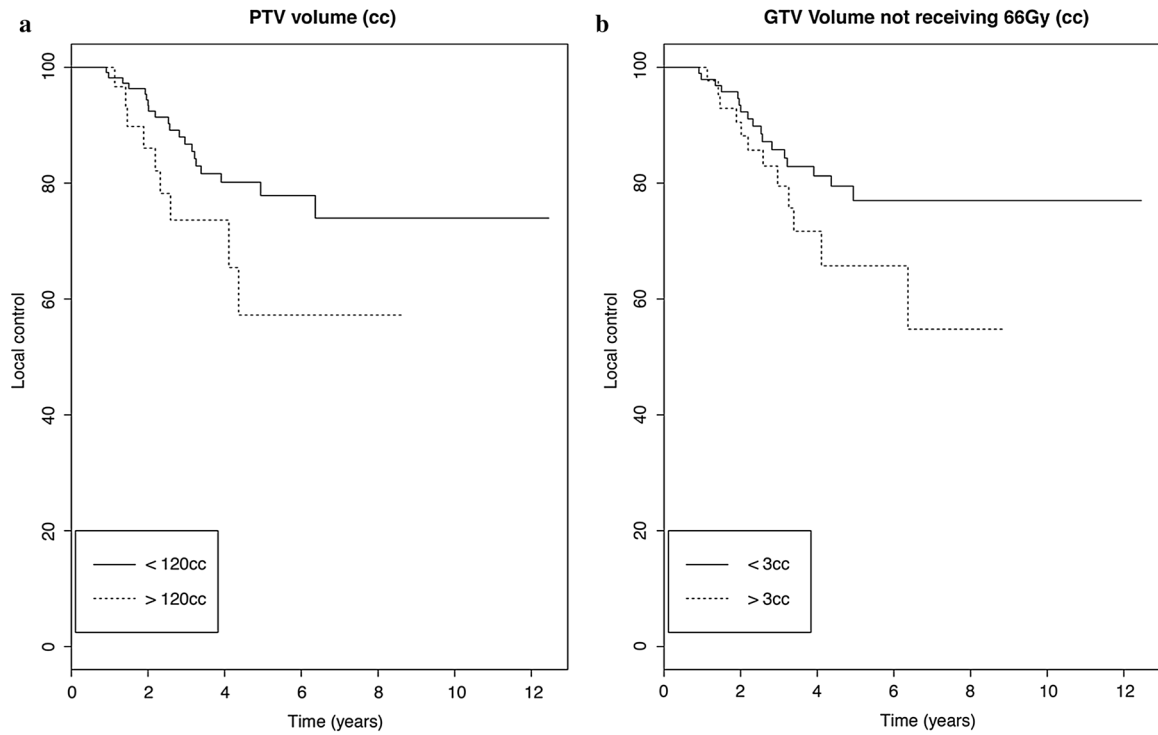 a
PTV volume (cc)
Local control
100
80
60
40
20
0
< 120cc
> 120cc
0 2 4 6 8 10 12
Time (years)
b
GTV Volume not receiving 66Gy (cc)
Local control
100
80
60
40
20
0
< 3cc
> 3cc
0 2 4 6 8 10 12
Time (years)